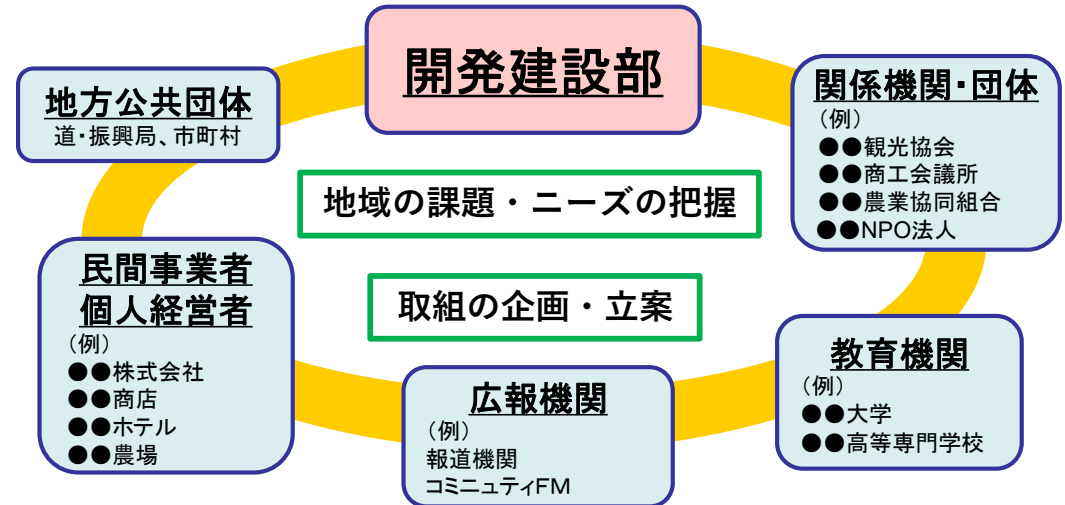 開発建設部
地方公共団体
道・振興局、市町村
関係機関・団体
（例）
●●観光協会
●●商工会議所
●●農業協同組合
●●NPO法人
地域の課題・ニーズの把握
取組の企画・立案
民間事業者
個人経営者
（例）
●●株式会社
●●商店
●●ホテル
●●農場
広報機関
（例）
報道機関
コミニュティFM
教育機関
（例）
●●大学
●●高等専門学校